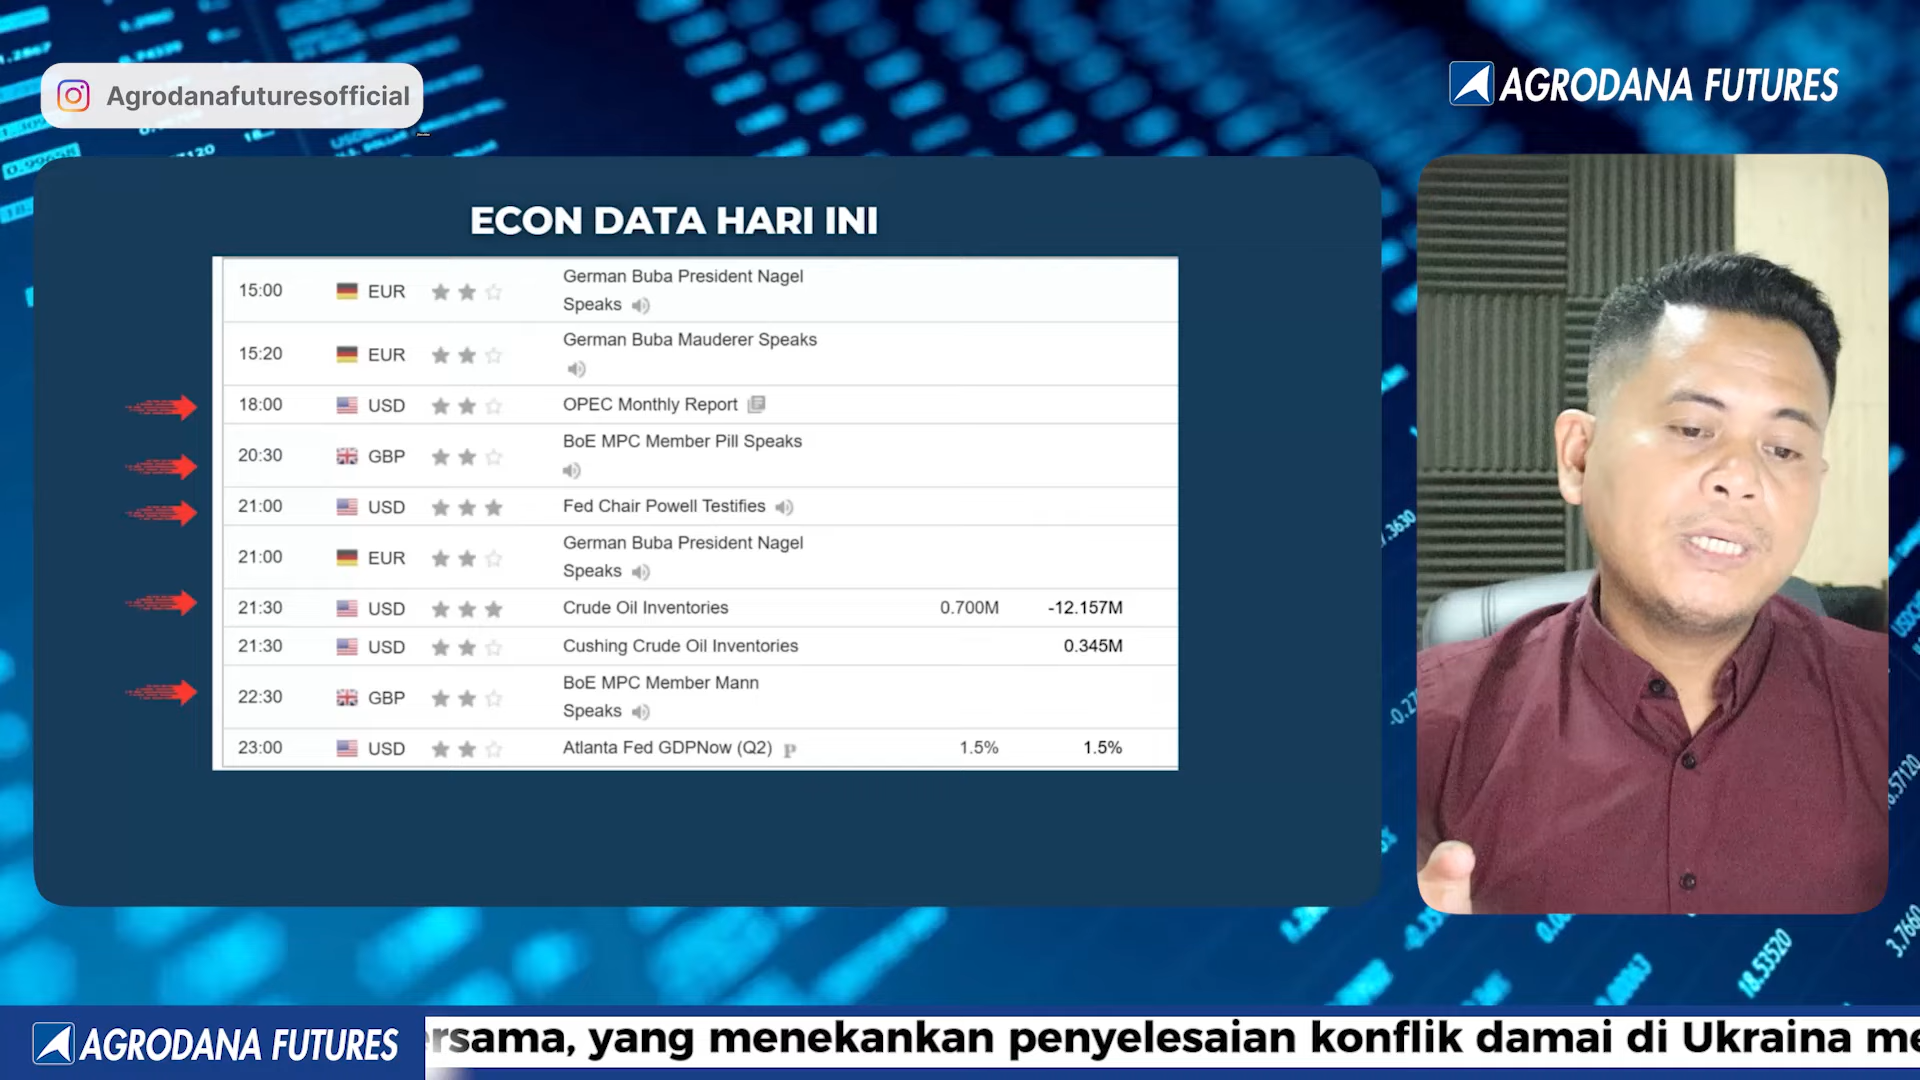 Agrodanafuturesofficial
AGRODANA FUTURES
ECON DATA HARI INI
15:00 EUR German Buba President Nagel
Speaks
15:20 EUR German Buba Mauderer Speaks
18:00 USD OPEC Monthly Report
20:30 GBP BoE MPC Member Pill Speaks
21:00 USD Fed Chair Powell Testifies
21:00 EUR German Buba President Nagel
Speaks
21:30 USD Crude Oil Inventories 0.700M -12.157M
21:30 USD Cushing Crude Oil Inventories 0.345M
22:30 GBP BoE MPC Member Mann
Speaks
23:00 USD Atlanta Fed GDPNow (Q2) P 1.5% 1.5%
18.53520
AGRODANA FUTURES
ersama, yang menekankan penyelesaian konflik damai di Ukraina me